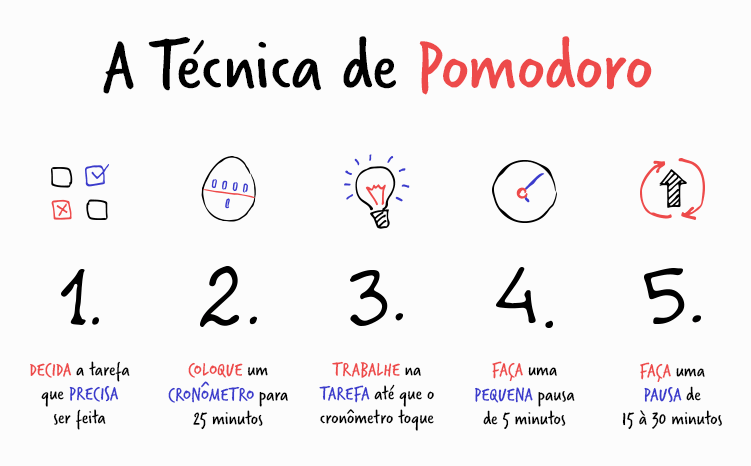 A Técnica de Pomodoro
1.
2.
3.
4.
5.
DECIDA a tarefa
que PRECISA
ser feita
COLOQUE um
CRONÔMETRO para
25 minutos
TRABALHE na
TAREFA até que o
cronômetro toque
FAÇA uma
PEQUENA pausa
de 5 minutos
FAÇA uma
PAUSA de
15 à 30 minutos